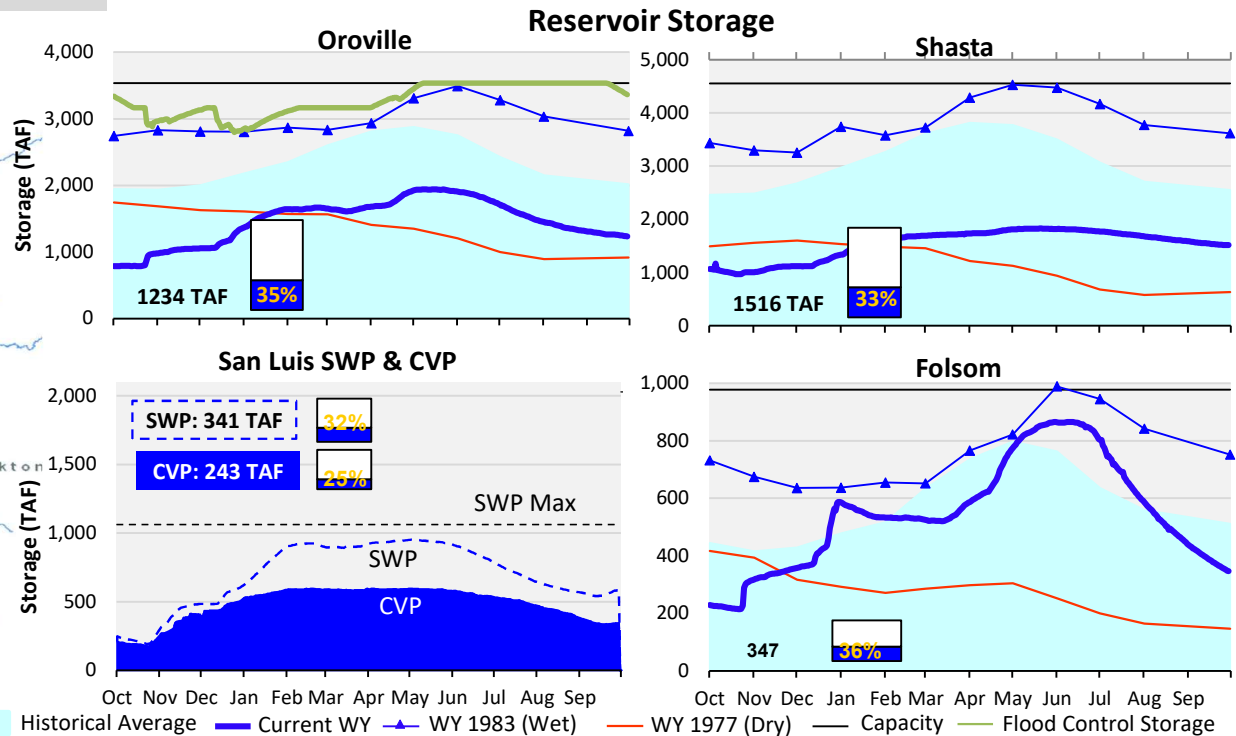 Reservoir Storage
Oroville
4,000
3,000
2,000
1,000
0
Storage (TAF)
1234 TAF
35%
Shasta
5,000
4,000
3,000
2,000
1,000
0
1516 TAF
33%
San Luis SWP & CVP
2,000
1,500
1,000
500
0
Storage (TAF)
SWP: 341 TAF
32%
CVP: 243 TAF
25%
SWP Max
SWP
CVP
Oct Nov Dec Jan Feb Mar Apr May Jun Jul Aug Sep
Folsom
1,000
800
600
400
200
0
347
36%
Oct Nov Dec Jan Feb Mar Apr May Jun Jul Aug Sep
kton
Historical Average Current WY WY 1983 (Wet) WY 1977 (Dry) Capacity Flood Control Storage